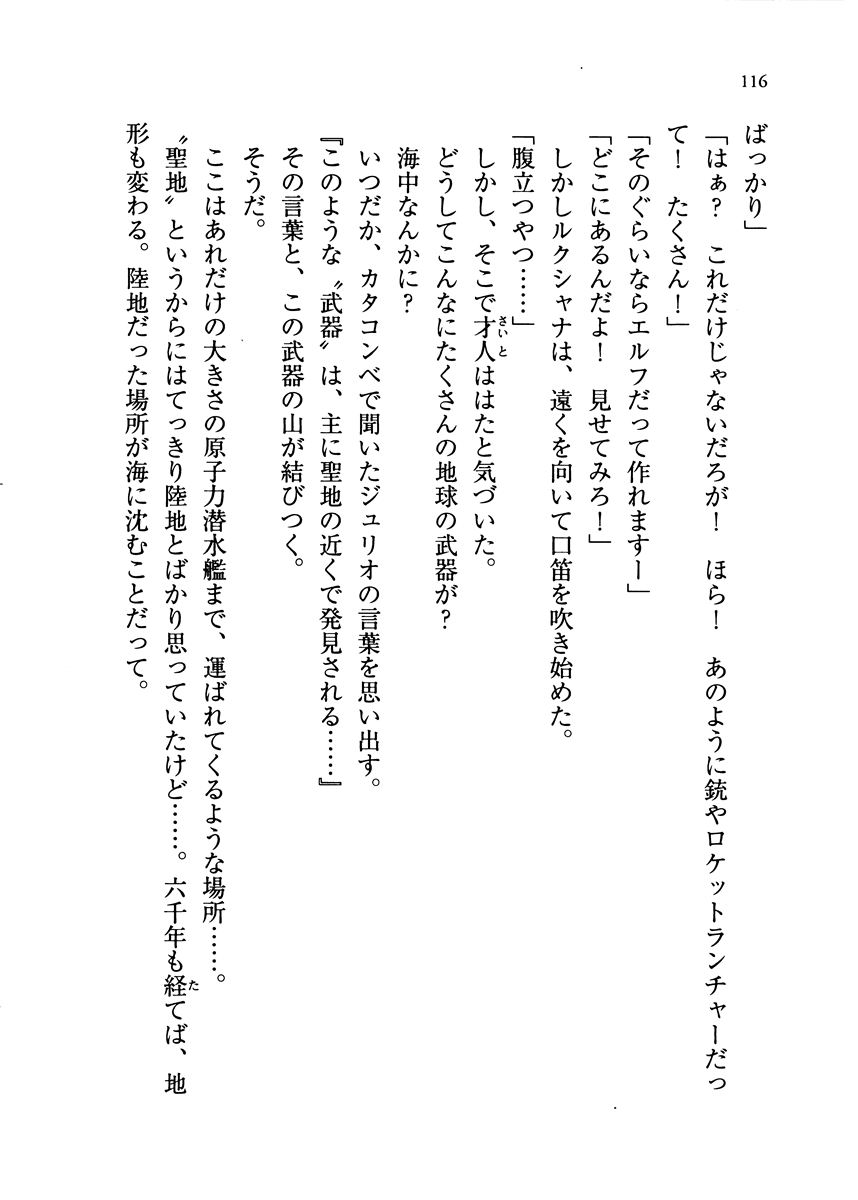 116
ばっかり」
「はぁ？　これだけじゃないだろが！　ほら！　あのように銃やロケットランチャーだっ
て！　たくさん！」
「そのぐらいならエルフだって作れますー」
「どこにあるんだよ！　見せてみろ！」
しかしルクシャナは、遠くを向いて口笛を吹き始めた。
「腹立つやつ……」
しかし、そこで才人ははたと気づいた。
どうしてこんなにたくさんの地球の武器が？
海中なんかに？
いつだか、カタコンベで聞いたジュリオの言葉を思い出す。
『このような〝武器〟は、主に聖地の近くで発見される……』
その言葉と、この武器の山が結びつく。
そうだ。
ここはあれだけの大きさの原子力潜水艦まで、運ばれてくるような場所……。
〝聖地〟というからにはてっきり陸地とばかり思っていたけど……。六千年も経てば、地
形も変わる。陸地だった場所が海に沈むことだって。